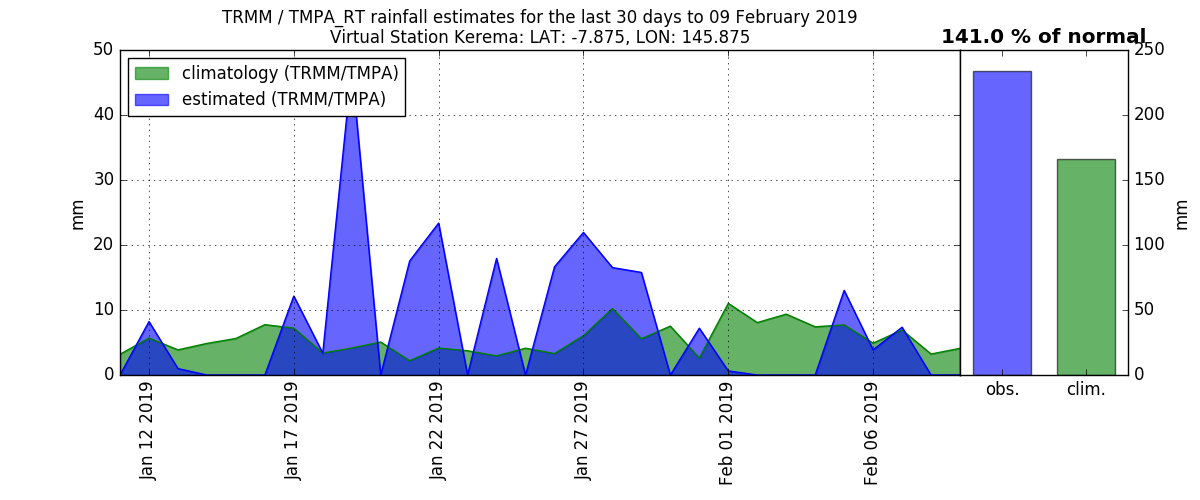 TRMM / TMPA_RT rainfall estimates for the last 30 days to 09 February 2019
Virtual Station Kerema: LAT: -7.875, LON: 145.875
141.0 % of normal
climatology (TRMM/TMPA)
estimated (TRMM/TMPA)
50
40
30
20
10
0
mm
Jan 12 2019
Jan 17 2019
Jan 22 2019
Jan 27 2019
Feb 01 2019
Feb 06 2019
obs.
clim.
250
200
150
100
50
0
mm